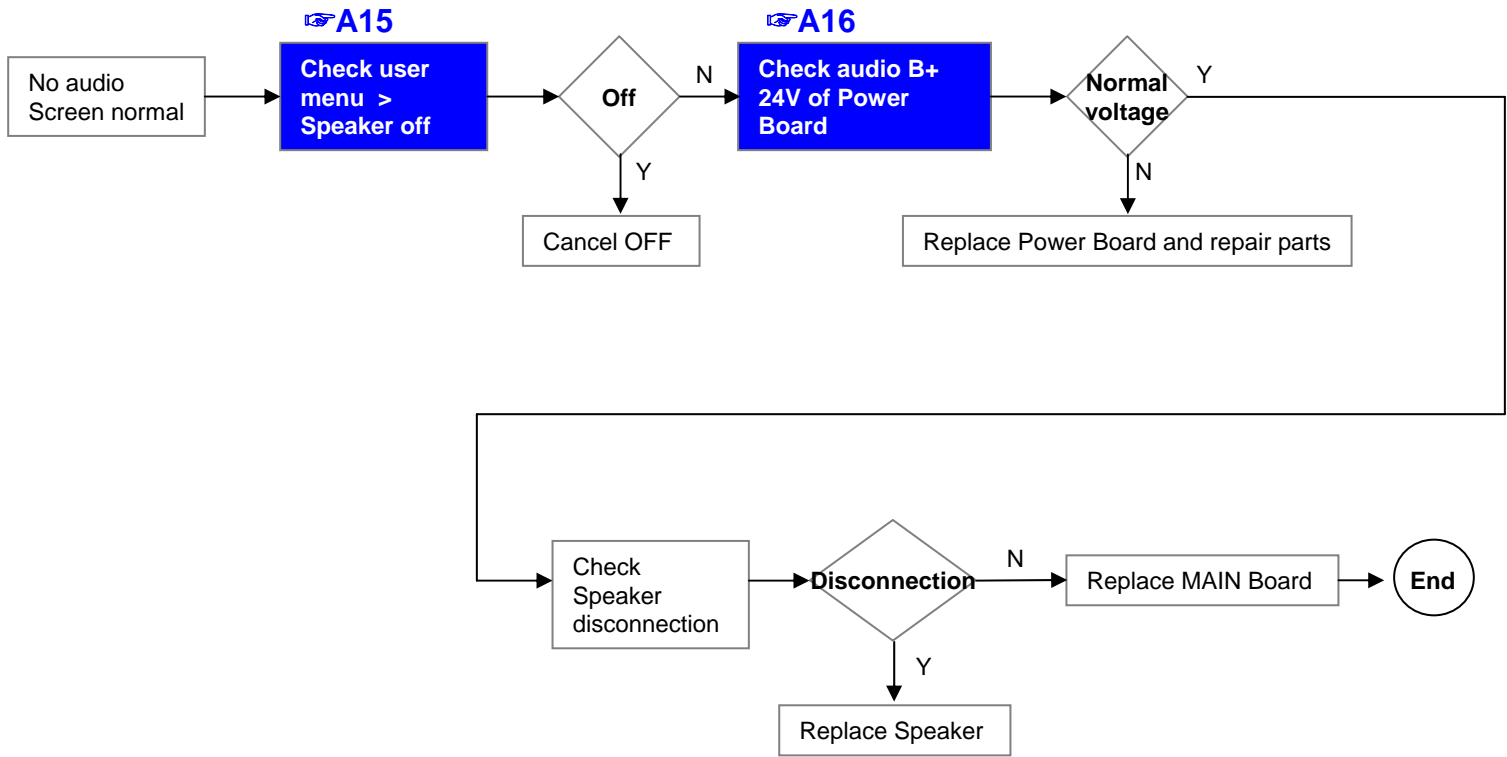 ☞A15
☞A16
No audio
Screen normal
Check user
menu >
Speaker off
Off
N
Y
Cancel OFF
Check audio B+
24V of Power
Board
Normal
voltage
Y
N
Replace Power Board and repair parts
Check
Speaker
disconnection
Disconnection
N
Y
Replace Speaker
Replace MAIN Board
End